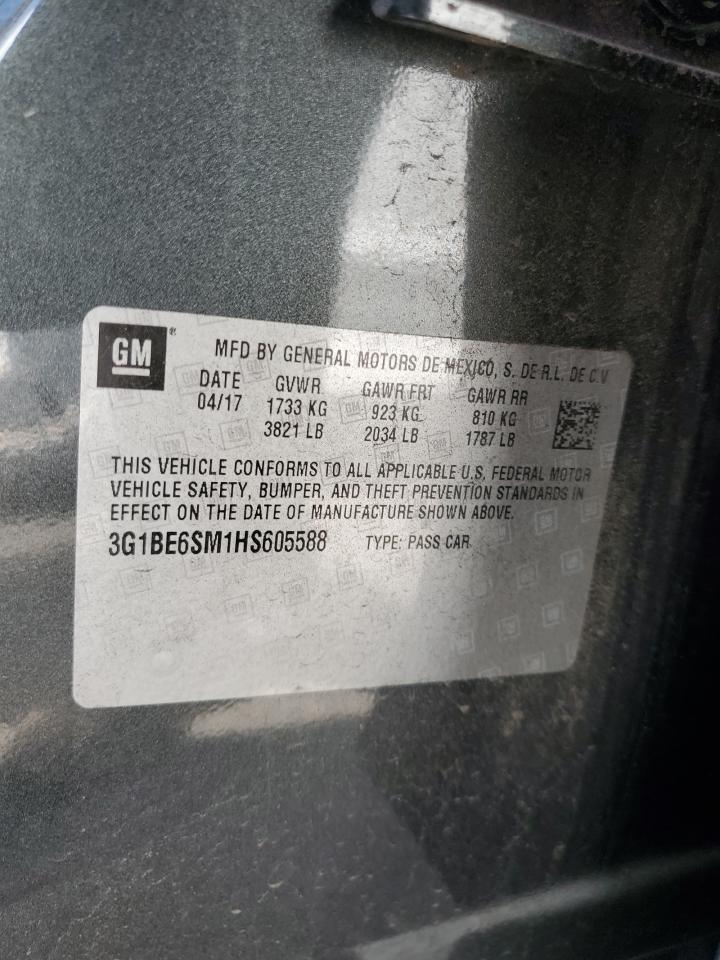 GM®
MFD BY GENERAL MOTORS DE MEXICO, S. DE R.L. DE C.V
DATE GVWR GAWR FRT GAWR RR
04/17 1733 KG 923 KG 810 KG
3821 LB 2034 LB 1787 LB
THIS VEHICLE CONFORMS TO ALL APPLICABLE U.S. FEDERAL MOTOR
VEHICLE SAFETY, BUMPER, AND THEFT PREVENTION STANDARDS IN
EFFECT ON THE DATE OF MANUFACTURE SHOWN ABOVE.
3G1BE6SM1HS605588 TYPE: PASS CAR